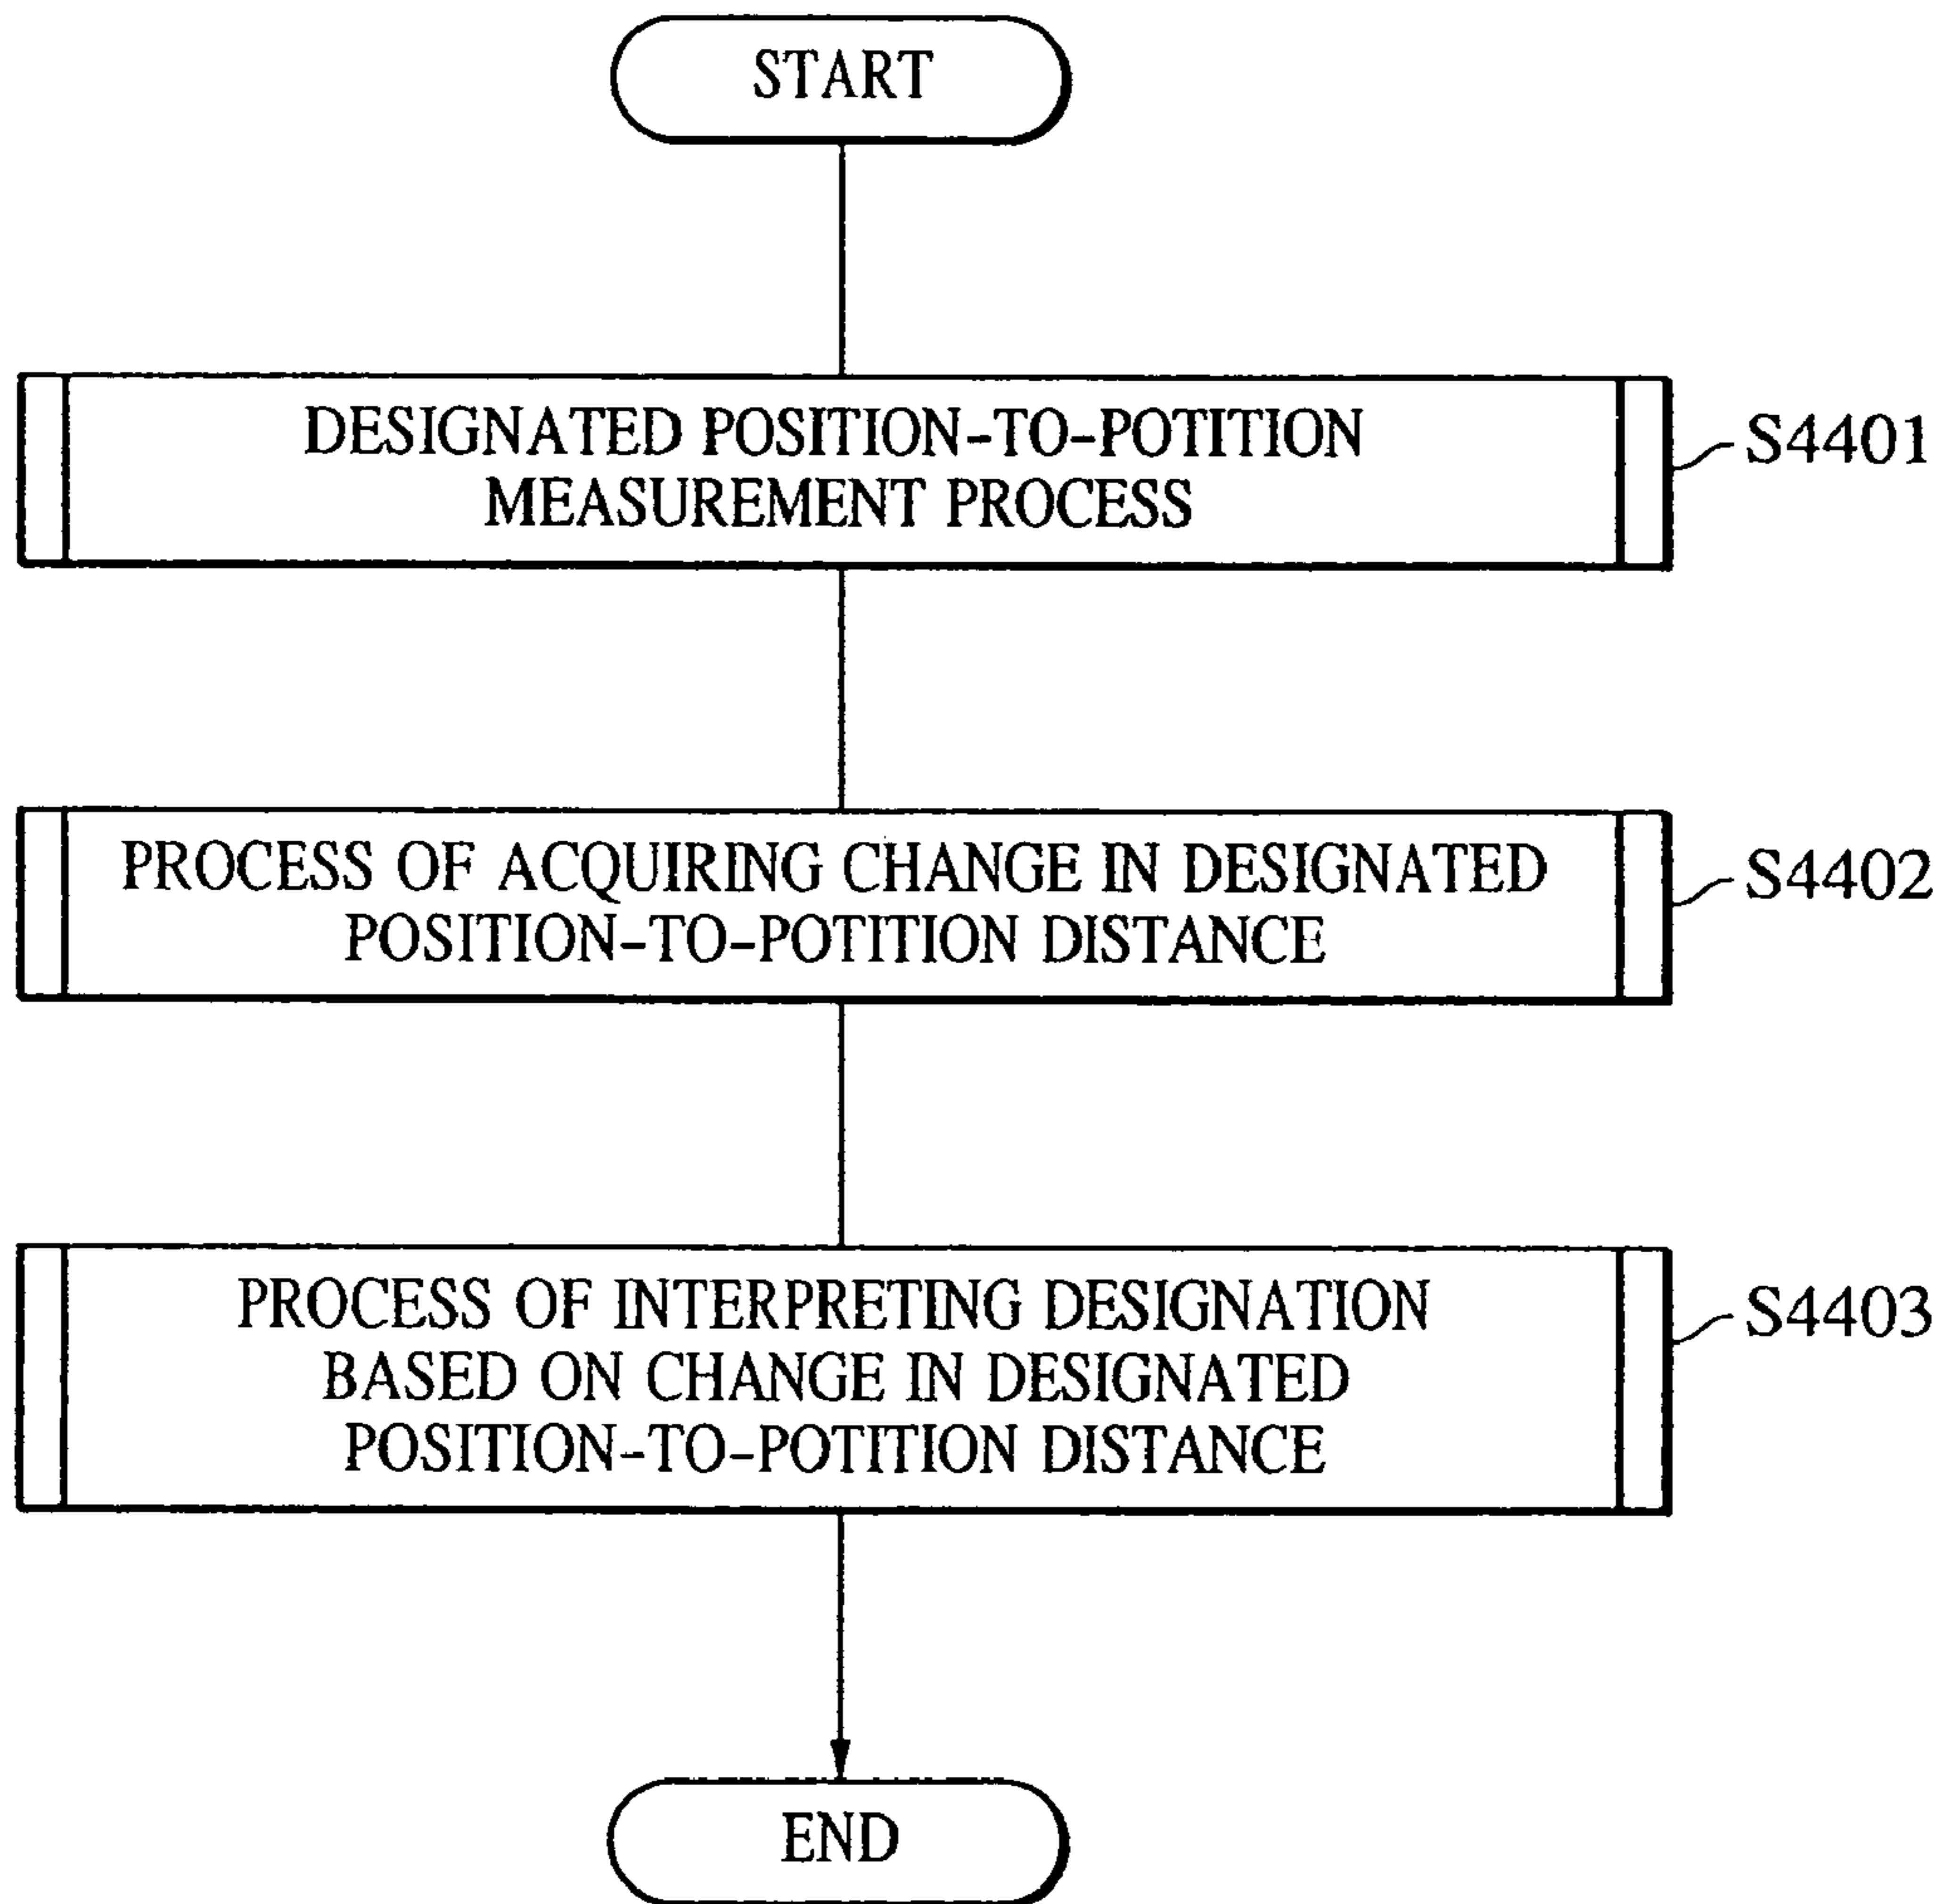 START
DESIGNATED POSITION-TO-POTITION
MEASUREMENT PROCESS
S4401
PROCESS OF ACQUIRING CHANGE IN DESIGNATED
POSITION-TO-POTITION DISTANCE
S4402
PROCESS OF INTERPRETING DESIGNATION
BASED ON CHANGE IN DESIGNATED
POSITION-TO-POTITION DISTANCE
S4403
END